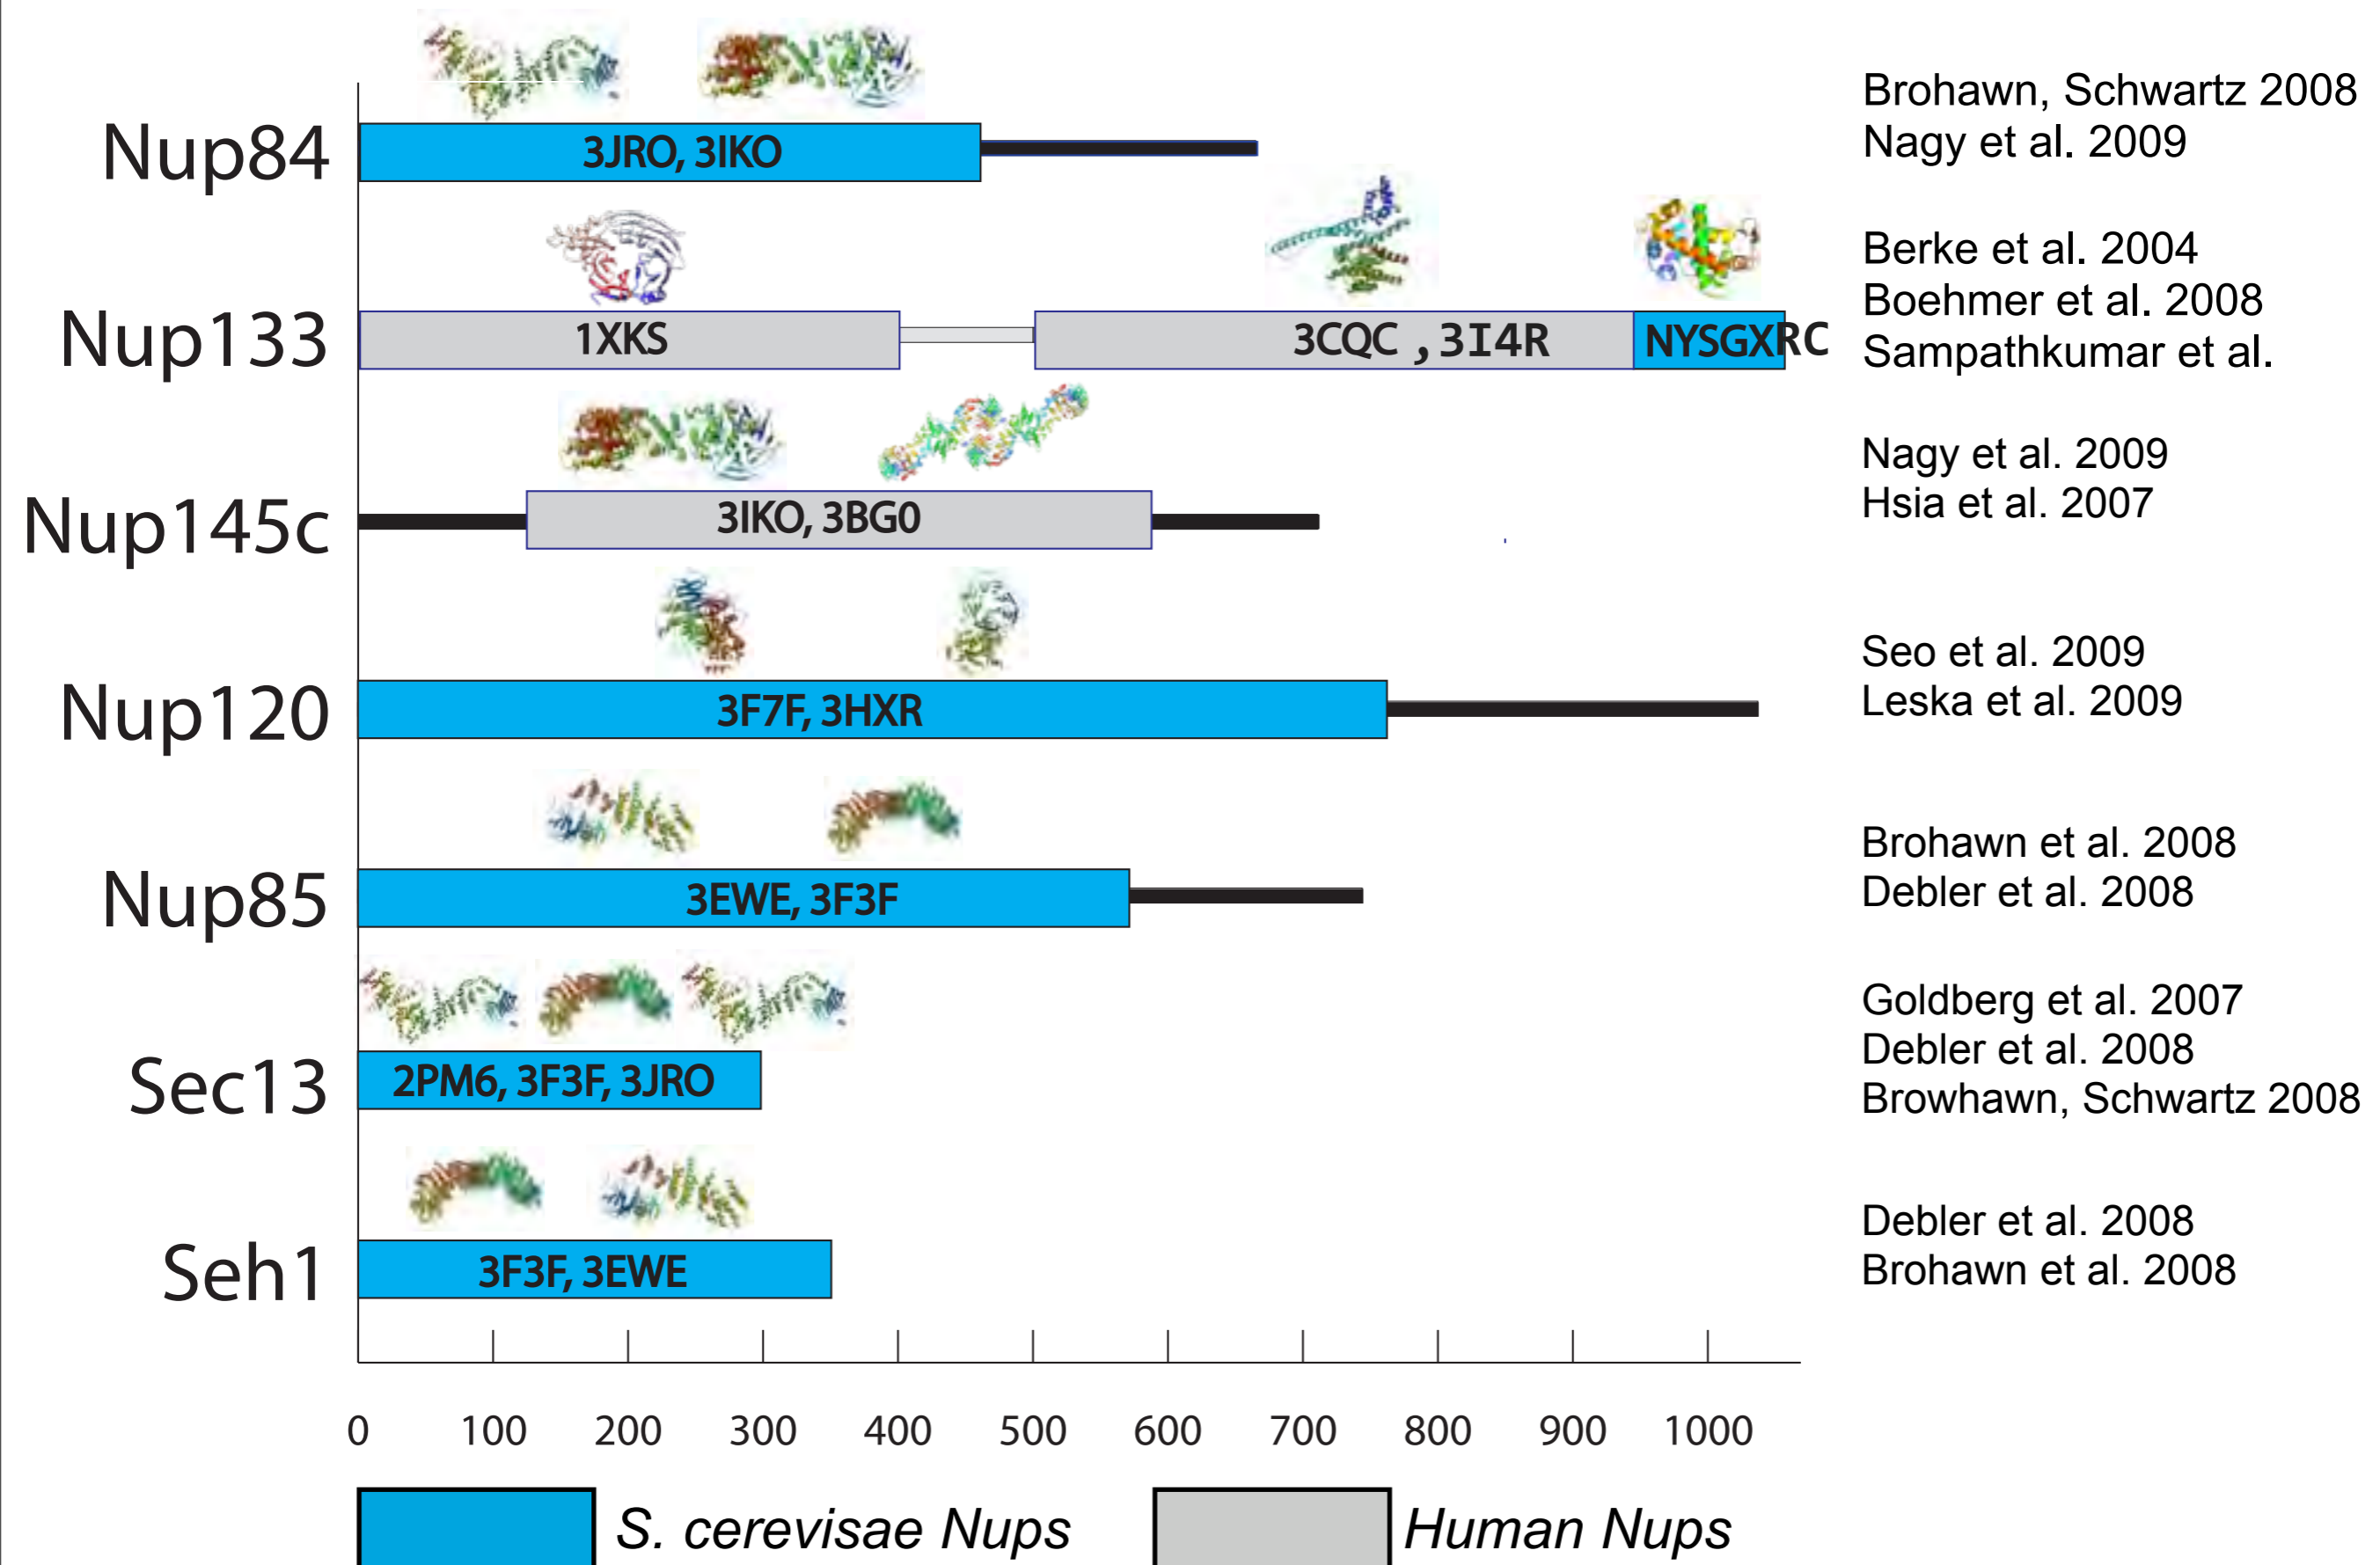 Brohawn, Schwartz 2008
Nup84
3JRO, 3IKO
Nagy et al. 2009
Berke et al. 2004
Boehmer et al. 2008
Nup133
1XKS
3CQC , 3I4R
NYSGXRC
Sampathkumar et al.
Nagy et al. 2009
Hsia et al. 2007
Nup145c
3IKO, 3BG0
Seo et al. 2009
Leska et al. 2009
Nup120
3F7F, 3HXR
Brohawn et al. 2008
Debler et al. 2008
Nup85
3EWE, 3F3F
Goldberg et al. 2007
Debler et al. 2008
Browhawn, Schwartz 2008
Sec13
2PM6, 3F3F, 3JRO
Debler et al. 2008
Brohawn et al. 2008
Seh1
3F3F, 3EWE
0 100 200 300 400 500 600 700 800 900 1000
S. cerevisae Nups
Human Nups